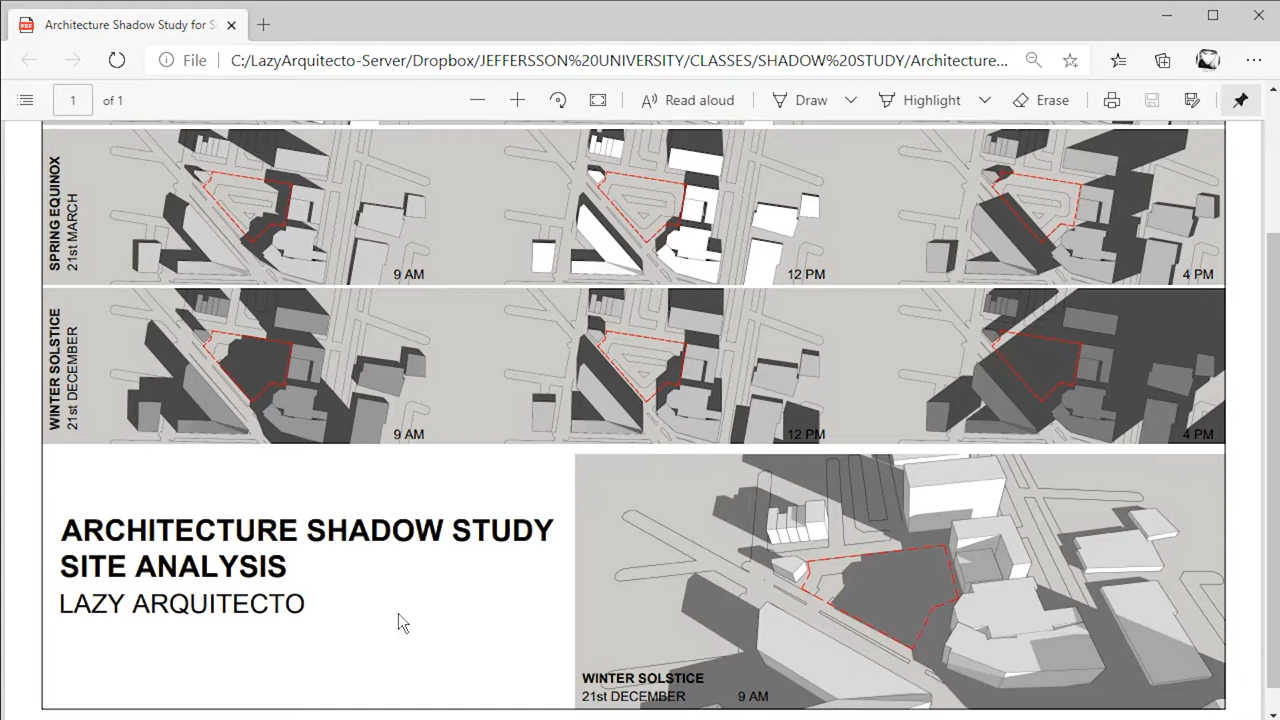 Architecture Shadow Study for S
File
C:/LazyArquitecto-Server/Dropbox/JEFFERSSON%20UNIVERSITY/CLASSES/SHADOW%20STUDY/Architecture...
1 of 1
Read aloud
Draw
Highlight
Erase
SPRING EQUINOX
21st MARCH
9 AM
12 PM
4 PM
WINTER SOLSTICE
21st DECEMBER
9 AM
12 PM
4 PM
ARCHITECTURE SHADOW STUDY
SITE ANALYSIS
LAZY ARQUITECTO
WINTER SOLSTICE
21st DECEMBER 9 AM